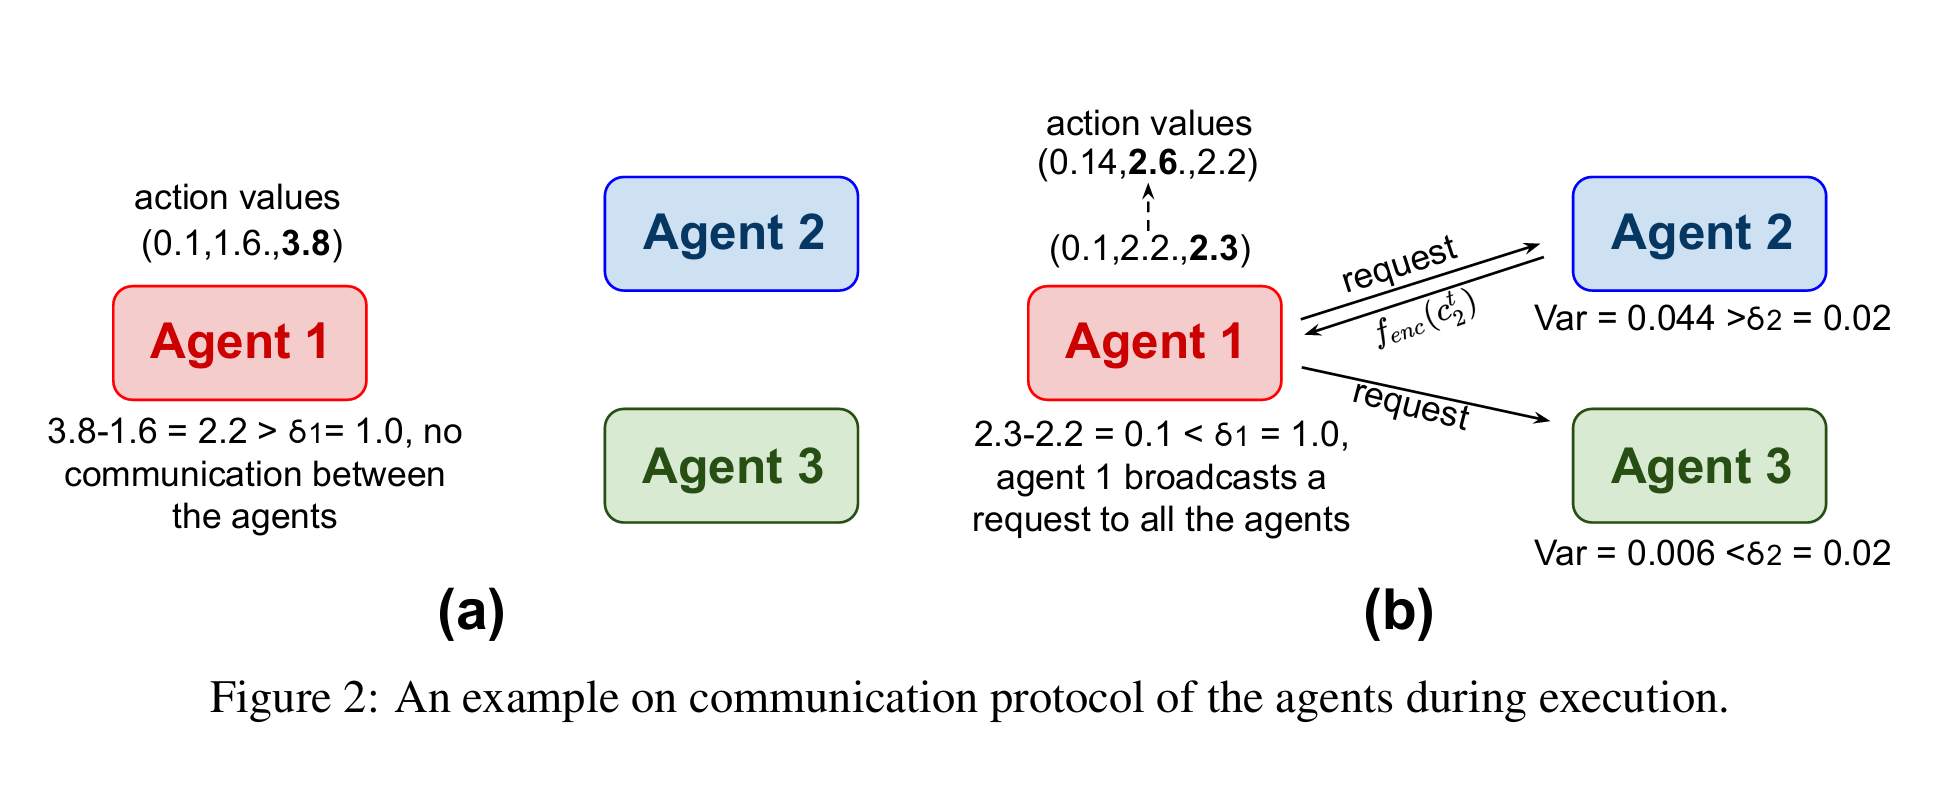 action values
(0.1,1.6.,3.8)
Agent 1
3.8-1.6 = 2.2 > δ1= 1.0, no
communication between
the agents
Agent 2
Agent 3
(a)
action values
(0.14,2.6.,2.2)
(0.1,2.2.,2.3)
Agent 1
2.3-2.2 = 0.1 < δ1 = 1.0,
agent 1 broadcasts a
request to all the agents
request
f_{enc}(c_2^t)
request
Agent 2
Var = 0.044 >δ2 = 0.02
Agent 3
Var = 0.006 <δ2 = 0.02
(b)
Figure 2: An example on communication protocol of the agents during execution.